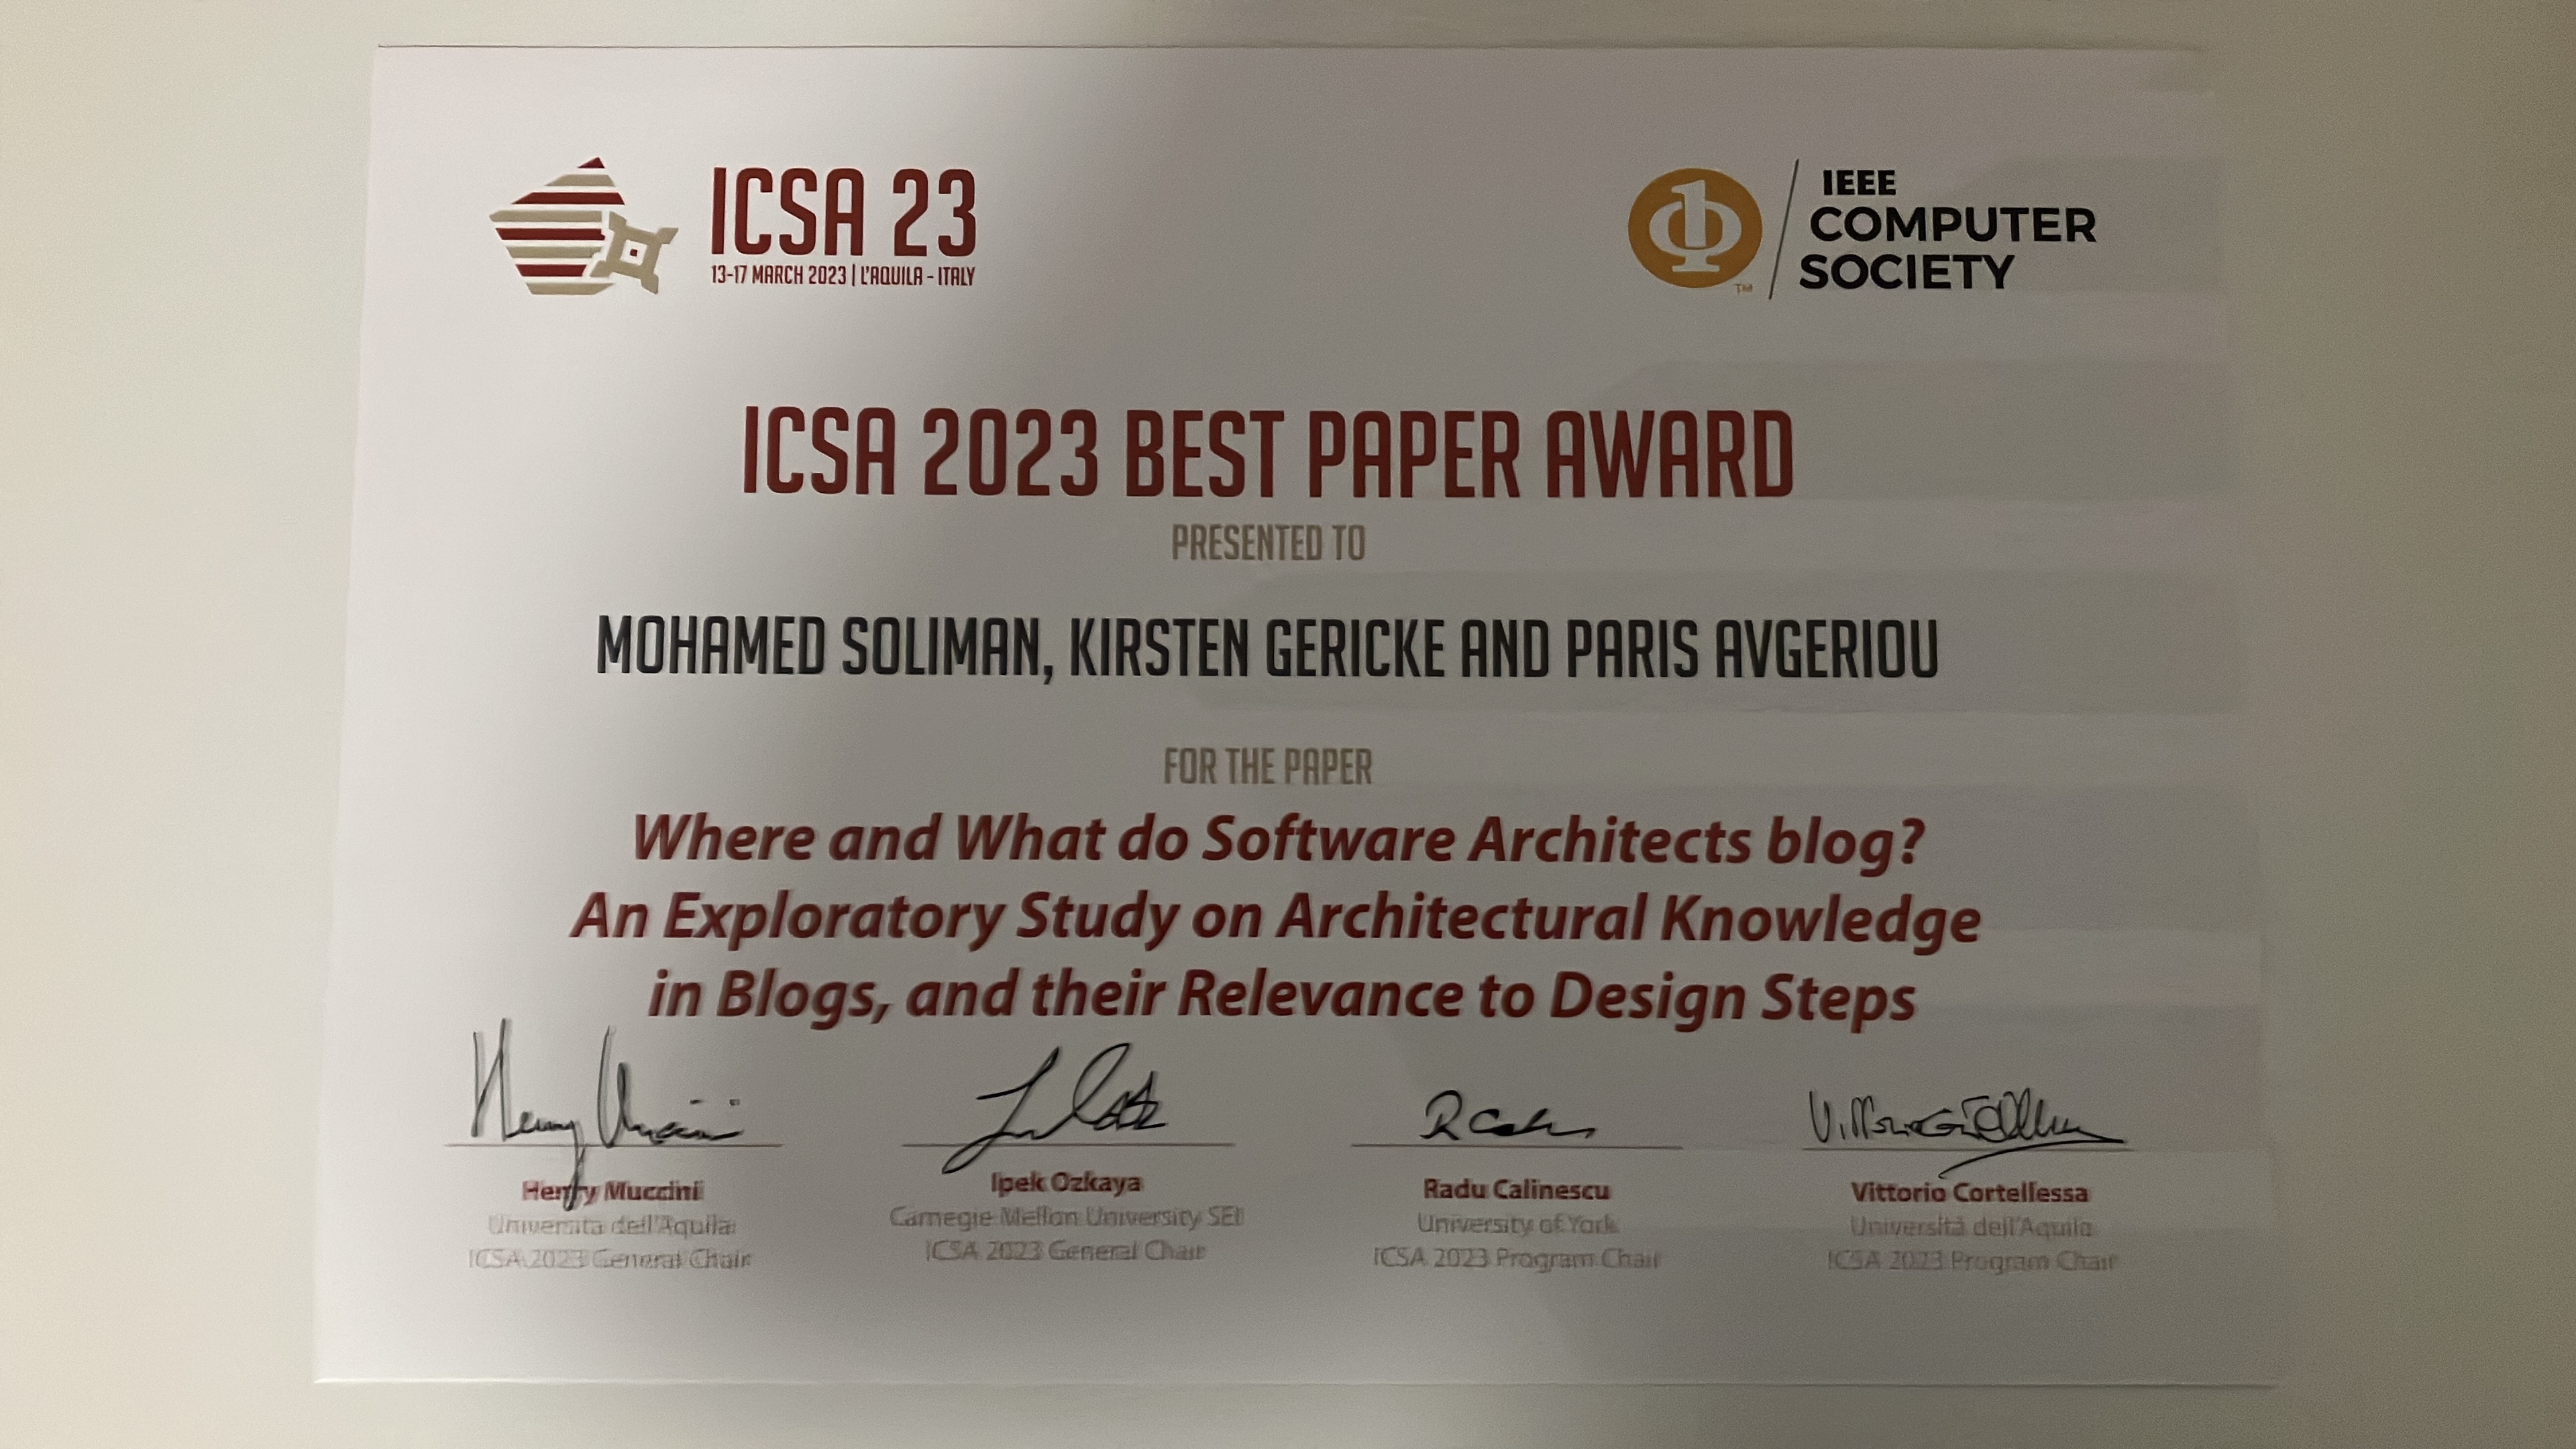 ICSA 23
13-17 MARCH 2023 | L'AQUILA - ITALY
IEEE
COMPUTER
SOCIETY
TM
ICSA 2023 BEST PAPER AWARD
PRESENTED TO
MOHAMED SOLIMAN, KIRSTEN GERICKE AND PARIS AVGERIOU
FOR THE PAPER
Where and What do Software Architects blog?
An Exploratory Study on Architectural Knowledge
in Blogs, and their Relevance to Design Steps
Henry Muccini
Ipek Ozkaya
Radu Calinescu
Vittorio Cortellessa
Università dell'Aquila
Carnegie Mellon University SEI
University of York
Università dell'Aquila
ICSA 2023 General Chair
ICSA 2023 General Chair
ICSA 2023 Program Chair
ICSA 2023 Program Chair